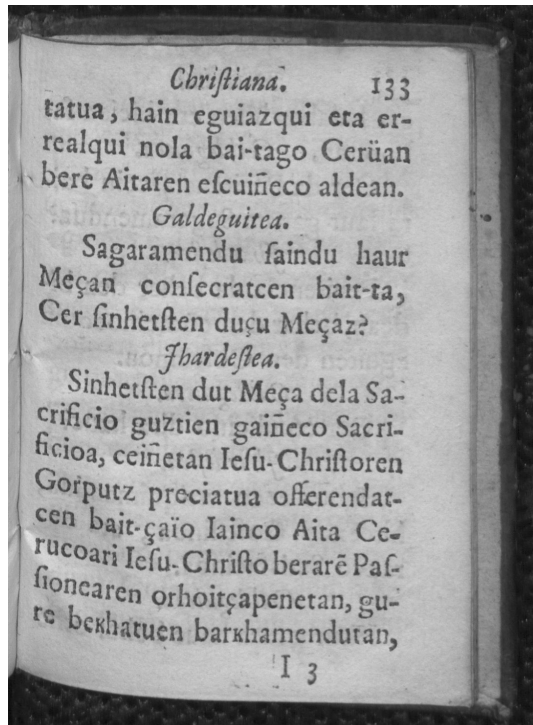 Chriſtiana. 133
tatua, hain eguiazqui eta er-
realqui nola bai-tago Cerüan
bere Aitaren eſcuiñeco aldean.
Galdeguitea.
Sagaramendu ſaindu haur
Meçan conſecratcen bait-ta,
Cer ſinhetſten duçu Meçaz?
Jhardeſtea.
Sinhetſten dut Meça dela Sa-
crificio guztien gaiñeco Sacri-
ficioa, ceiñetan Ieſu-Chriſtoren
Gorputz preciatua offerendat-
cen bait-çaïo Iainco Aita Ce-
rucoari Ieſu-Chriſto berarē Paſ-
ſionearen orhoitçapenetan, gu-
re beкhatuen barкhamendutan,
I 3